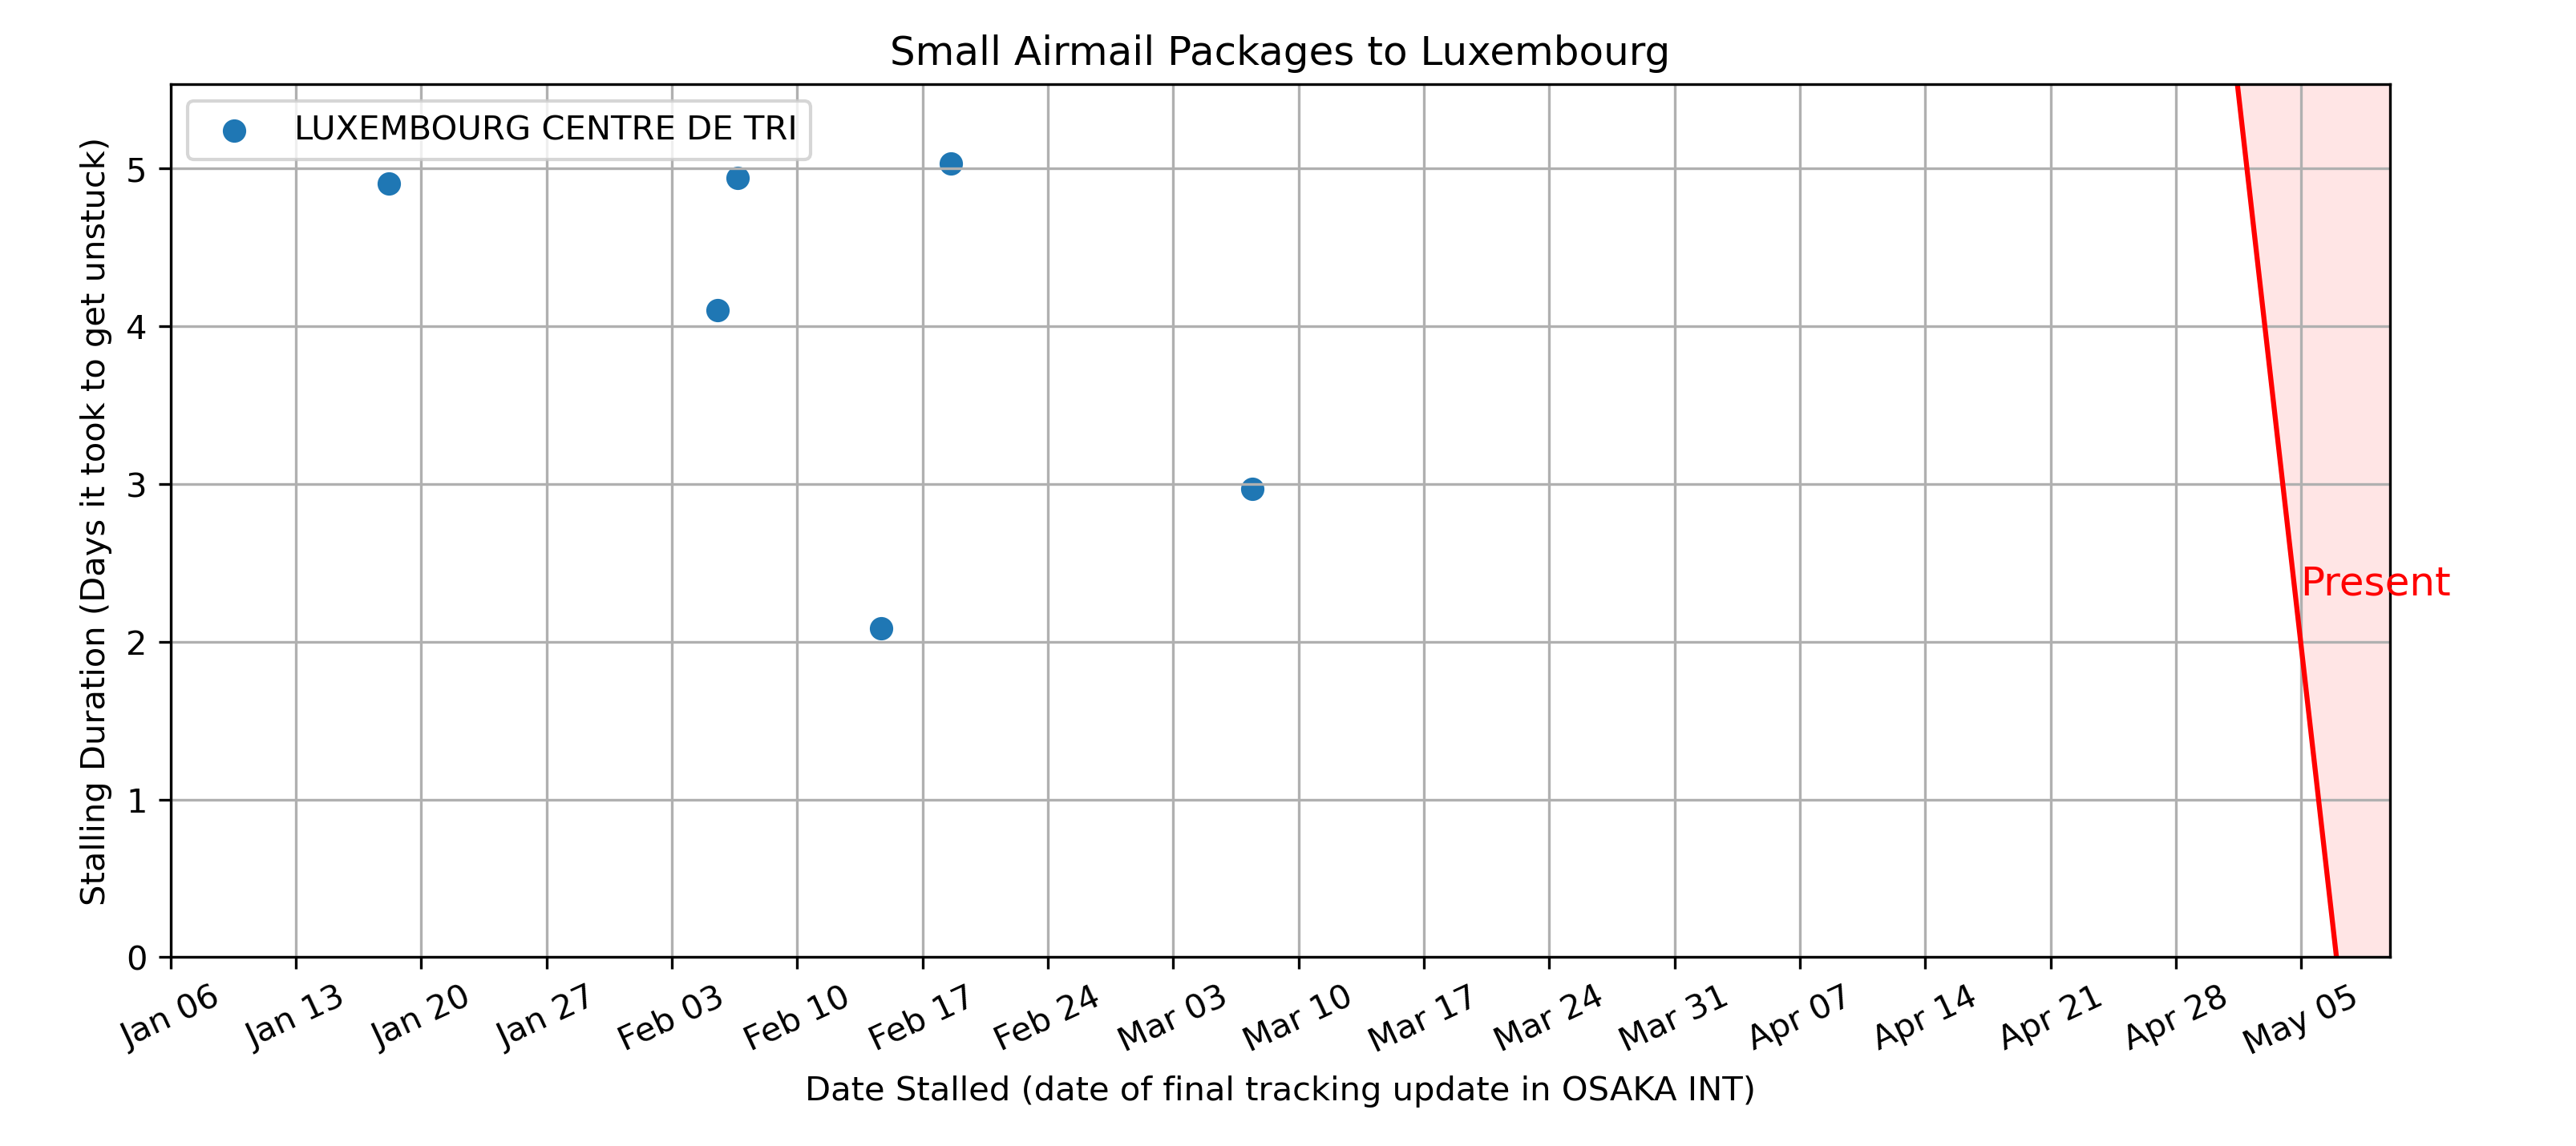 Small Airmail Packages to Luxembourg
LUXEMBOURG CENTRE DE TRI
Stalling Duration (Days it took to get unstuck)
5
4
3
2
1
0
Present
Jan 06
Jan 13
Jan 20
Jan 27
Feb 03
Feb 10
Feb 17
Feb 24
Mar 03
Mar 10
Mar 17
Mar 24
Mar 31
Apr 07
Apr 14
Apr 21
Apr 28
May 05
Date Stalled (date of final tracking update in OSAKA INT)